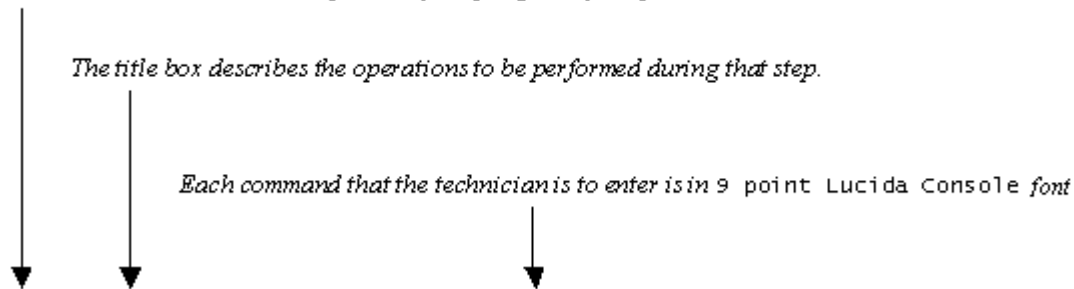 The title box describes the operations to be performed during that step.
Each command that the technician is to enter is in 9 point Lucida Console font